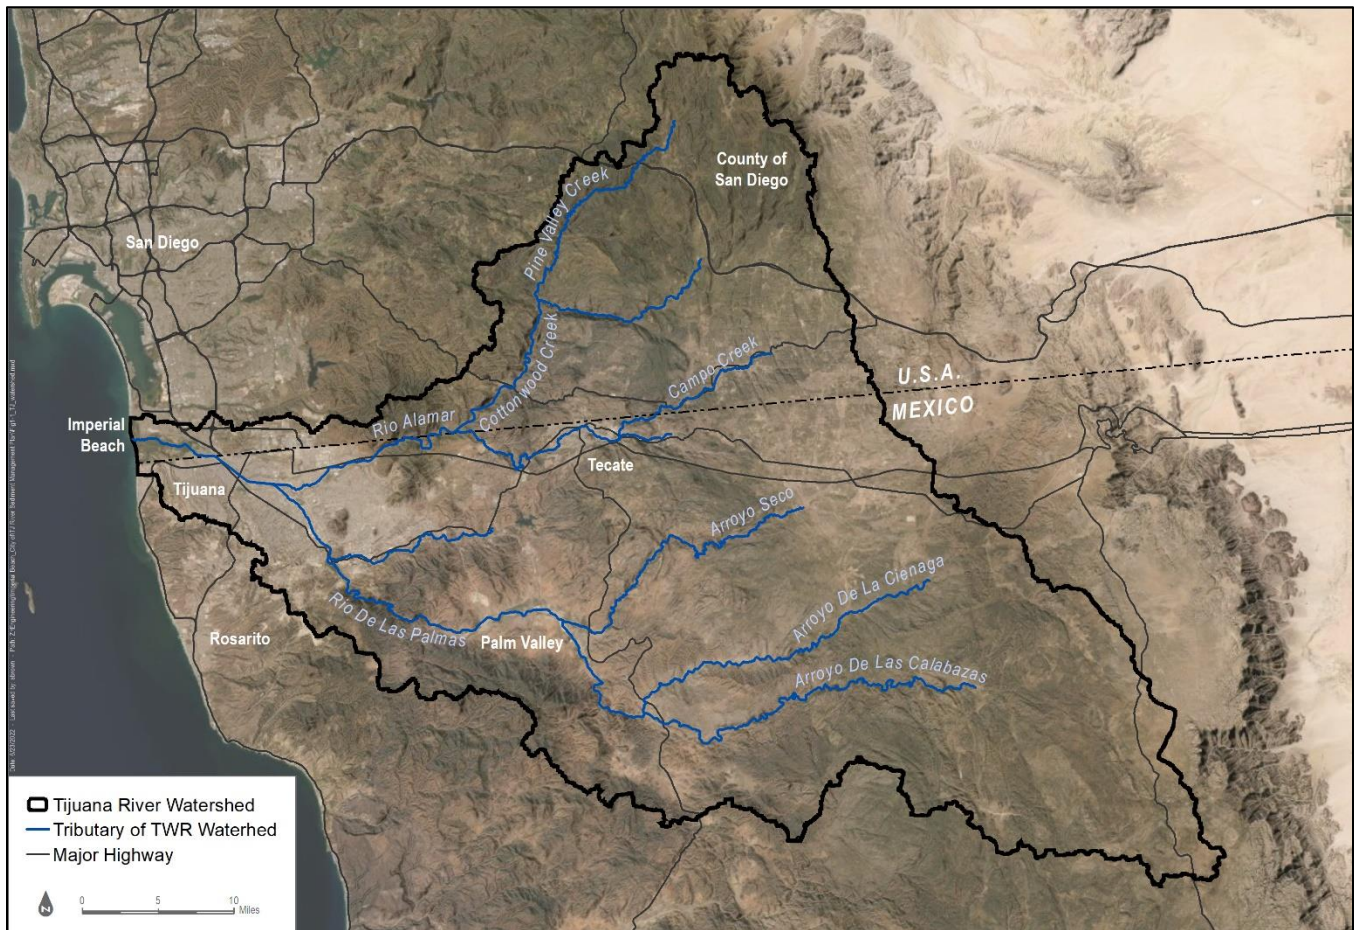 County of
San Diego
Pine Valley Creek
San Diego
Cottonwood Creek
Campo Creek
U.S.A.
MEXICO
Rio Alamar
Imperial
Beach
Tecate
Tijuana
Arroyo Seco
Arroyo De La Cienaga
Rio De Las Palmas
Rosarito
Palm Valley
Arroyo De Las Calabazas
Tijuana River Watershed
Tributary of TWR Waterhed
Major Highway
Z
0 5 10
Miles